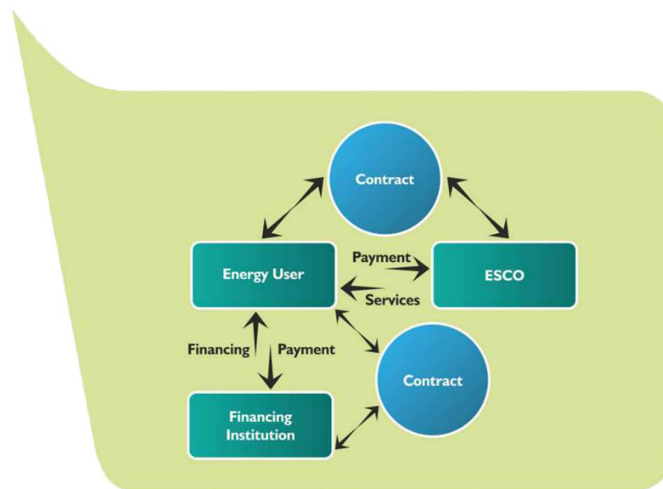 Contract
Payment
Energy User
ESCO
Services
Financing
Payment
Contract
Financing
Institution